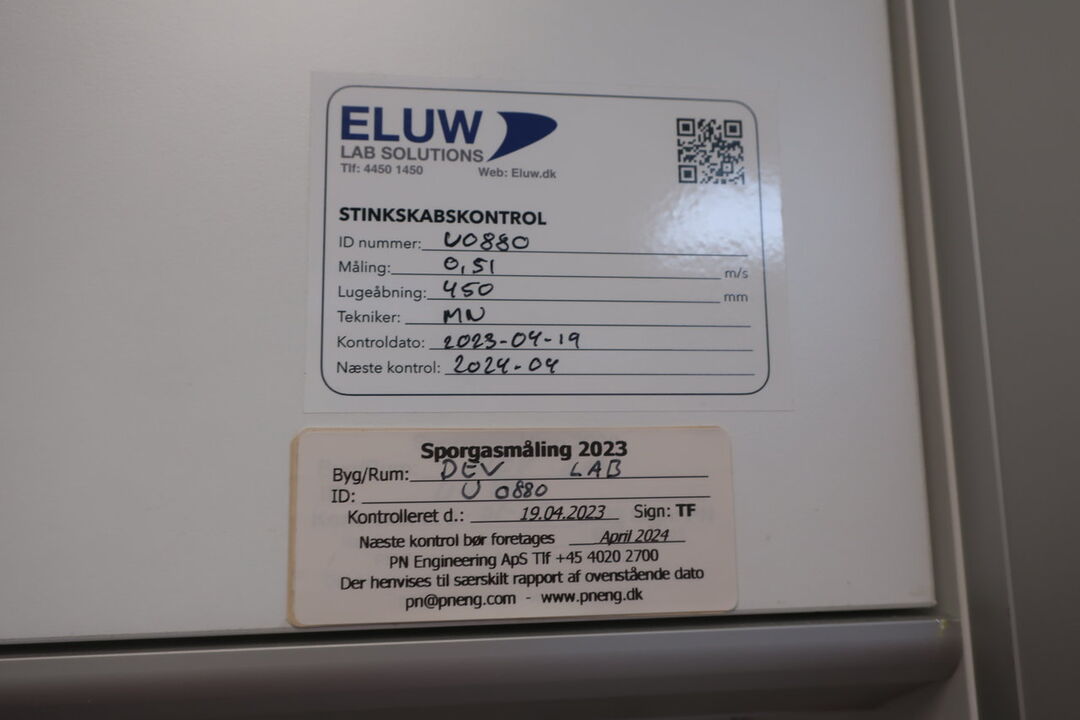 ELUW
LAB SOLUTIONS
Tlf: 4450 1450 Web: Eluw.dk
STINKSKABSKONTROL
ID nummer: U0880
Måling: 0,51 m/s
Lugeåbning: 450 mm
Tekniker: MN
Kontroldato: 2023-04-19
Næste kontrol: 2024-04
Sporgasmåling 2023
Byg/Rum: DEV LAB
ID: U 0880
Kontrolleret d.: 19.04.2023 Sign: TF
Næste kontrol bør foretages April 2024
PN Engineering ApS Tlf +45 4020 2700
Der henvises til særskilt rapport af ovenstående dato
pn@pneng.com - www.pneng.dk